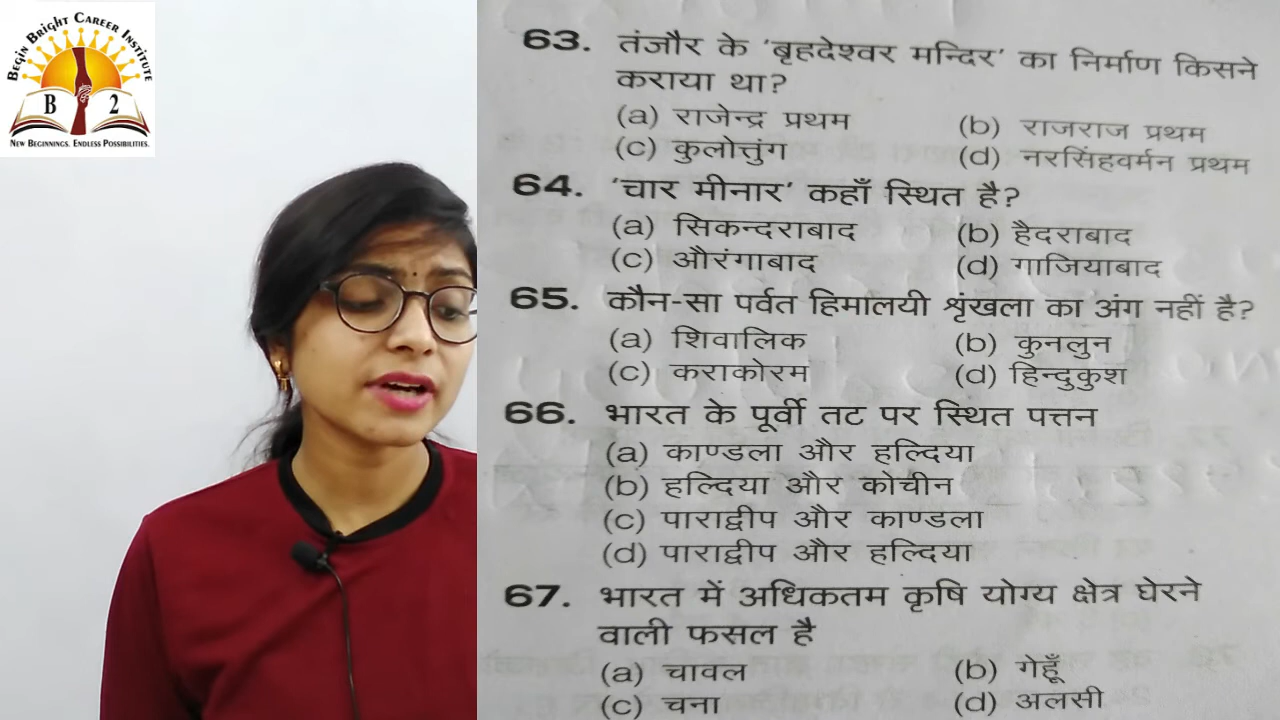 BEGIN BRIGHT CAREER INSTITUTE
B 2
NEW BEGINNINGS. ENDLESS POSSIBILITIES.
63. तंजौर के 'बृहदेश्वर मन्दिर' का निर्माण किसने
कराया था?
(a) राजेन्द्र प्रथम (b) राजराज प्रथम
(c) कुलोत्तुंग (d) नरसिंहवर्मन प्रथम
64. 'चार मीनार' कहाँ स्थित है?
(a) सिकन्दराबाद (b) हैदराबाद
(c) औरंगाबाद (d) गाजियाबाद
65. कौन-सा पर्वत हिमालयी श्रृंखला का अंग नहीं है?
(a) शिवालिक (b) कुनलुन
(c) कराकोरम (d) हिन्दुकुश
66. भारत के पूर्वी तट पर स्थित पत्तन
(a) काण्डला और हल्दिया
(b) हल्दिया और कोचीन
(c) पाराद्वीप और काण्डला
(d) पाराद्वीप और हल्दिया
67. भारत में अधिकतम कृषि योग्य क्षेत्र घेरने
वाली फसल है
(a) चावल (b) गेहूँ
(c) चना (d) अलसी